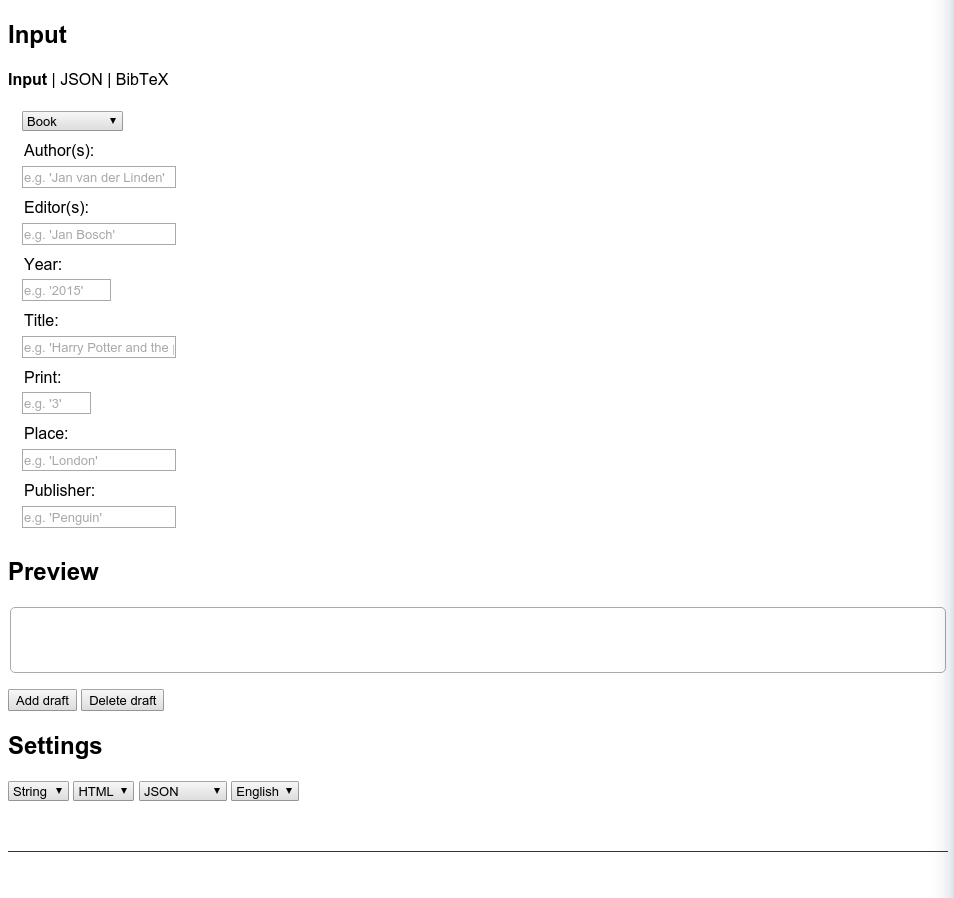 Input
Input | JSON | BibTeX
Book
Author(s):
e.g. 'Jan van der Linden'
Editor(s):
e.g. 'Jan Bosch'
Year:
e.g. '2015'
Title:
e.g. 'Harry Potter and the
Print:
e.g. '3'
Place:
e.g. 'London'
Publisher:
e.g. 'Penguin'
Preview
Add draft Delete draft
Settings
String HTML JSON English